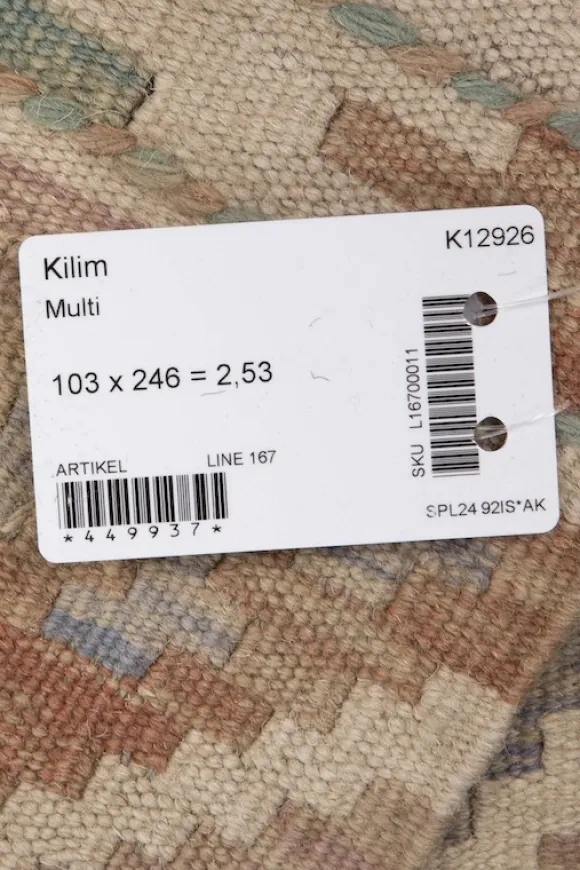 Kilim
K12926
Multi
103 x 246 = 2,53
SKU L16700011
ARTIKEL
LINE 167
*449937*
SPL24 92IS*AK